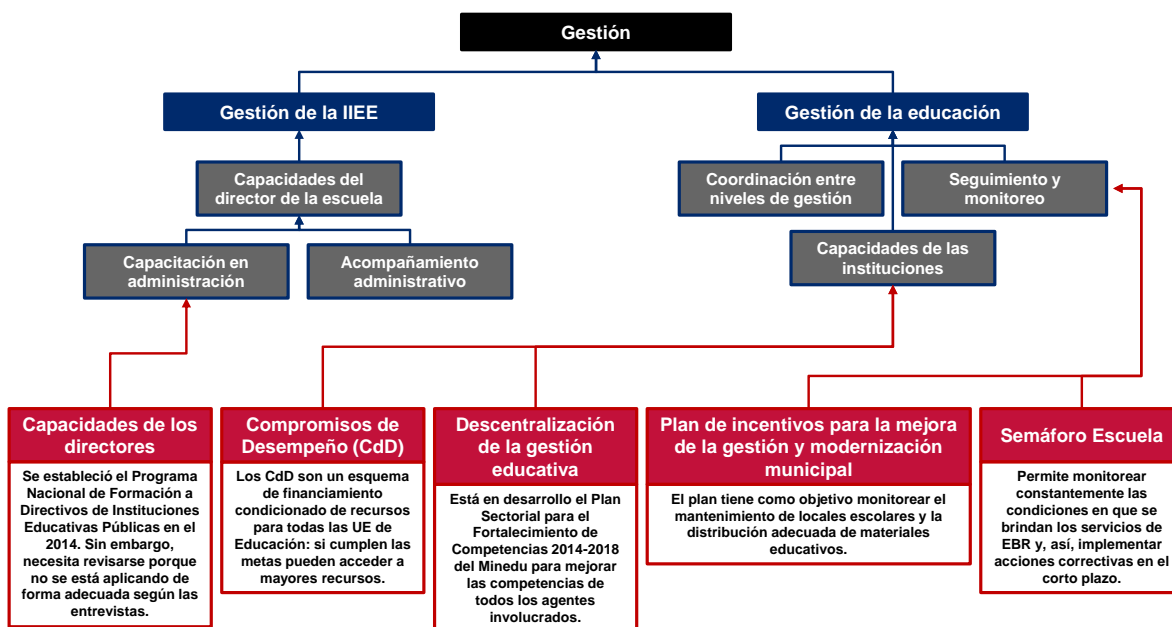 Gestión
Gestión de la IIEE
Gestión de la educación
Capacidades del
director de la escuela
Coordinación entre
niveles de gestión
Seguimiento y
monitoreo
Capacitación en
administración
Acompañamiento
administrativo
Capacidades de las
instituciones
Capacidades de los
directores
Se estableció el Programa
Nacional de Formación a
Directivos de Instituciones
Educativas Públicas en el
2014. Sin embargo,
necesita revisarse porque
no se está aplicando de
forma adecuada según las
entrevistas.
Compromisos de
Desempeño (CdD)
Los CdD son un esquema
de financiamiento
condicionado de recursos
para todas las UE de
Educación: si cumplen las
metas pueden acceder a
mayores recursos.
Descentralización
de la gestión
educativa
Está en desarrollo el Plan
Sectorial para el
Fortalecimiento de
Competencias 2014-2018
del Minedu para mejorar
las competencias de
todos los agentes
involucrados.
Plan de incentivos para la mejora
de la gestión y modernización
municipal
El plan tiene como objetivo monitorear el
mantenimiento de locales escolares y la
distribución adecuada de materiales
educativos.
Semáforo Escuela
Permite monitorear
constantemente las
condiciones en que se
brindan los servicios de
EBR y, así, implementar
acciones correctivas en el
corto plazo.